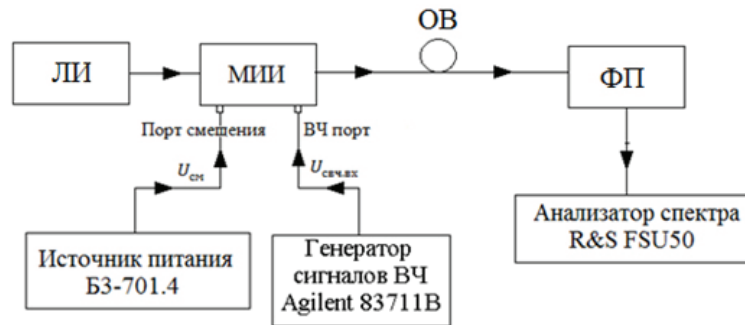 ОВ
ЛИ
МИИ
ФП
Порт смещения
ВЧ порт
Uсм
Uсвч.вх
Источник питания
Б3-701.4
Генератор
сигналов ВЧ
Agilent 83711B
Анализатор спектра
R&S FSU50